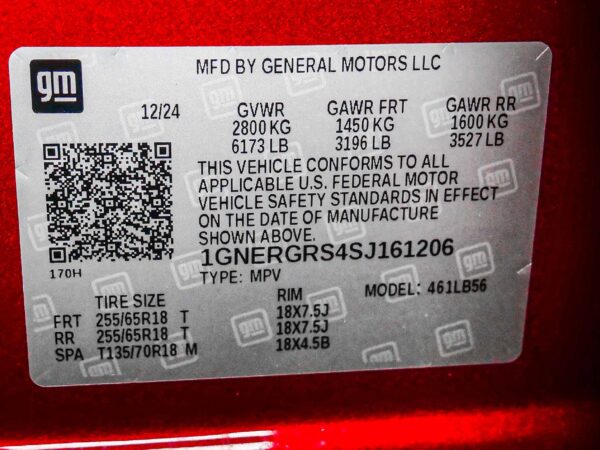 gm
MFD BY GENERAL MOTORS LLC
12/24 GVWR GAWR FRT GAWR RR
2800 KG 1450 KG 1600 KG
6173 LB 3196 LB 3527 LB
THIS VEHICLE CONFORMS TO ALL
APPLICABLE U.S. FEDERAL MOTOR
VEHICLE SAFETY STANDARDS IN EFFECT
ON THE DATE OF MANUFACTURE
SHOWN ABOVE.
170H
1GNERGRS4SJ161206
TYPE: MPV MODEL: 461LB56
TIRE SIZE RIM
FRT 255/65R18 T 18X7.5J
RR 255/65R18 T 18X7.5J
SPA T135/70R18 M 18X4.5B